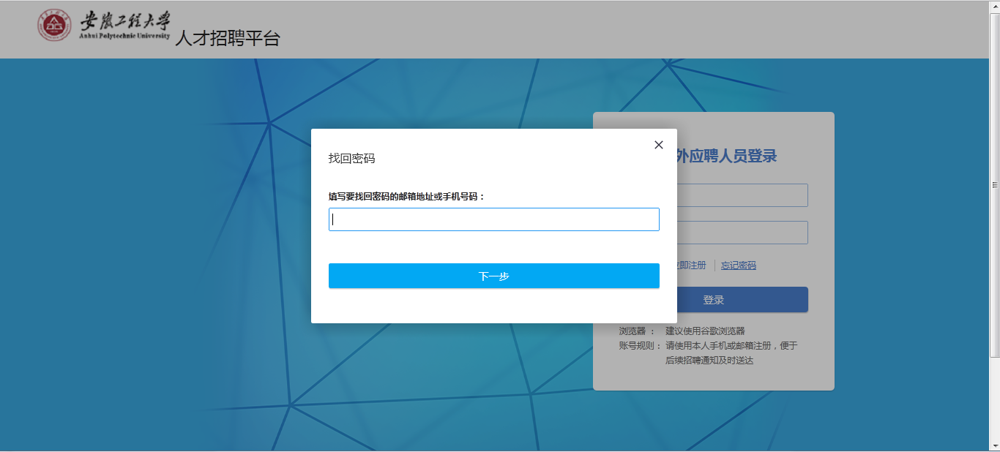 安徽工程大学
Anhui Polytechnic University
人才招聘平台
找回密码
填写要找回密码的邮箱地址或手机号码：
下一步
外应聘人员登录
即注册
忘记密码
登录
浏览器 ： 建议使用谷歌浏览器
账号规则： 请使用本人手机或邮箱注册，便于
后续招聘通知及时送达